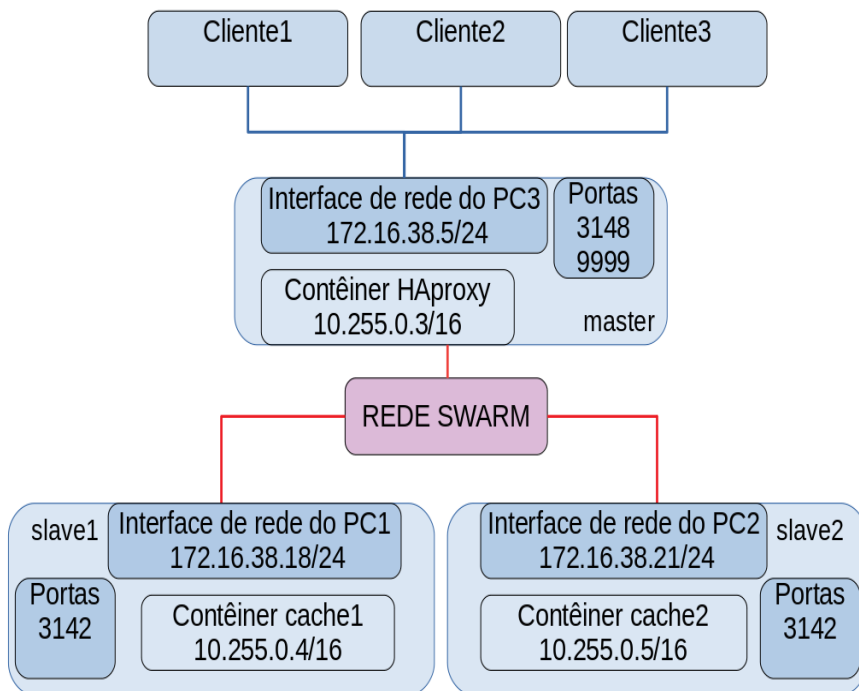 Cliente1
Cliente2
Cliente3
Interface de rede do PC3
172.16.38.5/24
Portas
3148
9999
Contêiner HAproxy
10.255.0.3/16
master
REDE SWARM
slave1
Interface de rede do PC1
172.16.38.18/24
Portas
3142
Contêiner cache1
10.255.0.4/16
Interface de rede do PC2
172.16.38.21/24
slave2
Contêiner cache2
10.255.0.5/16
Portas
3142